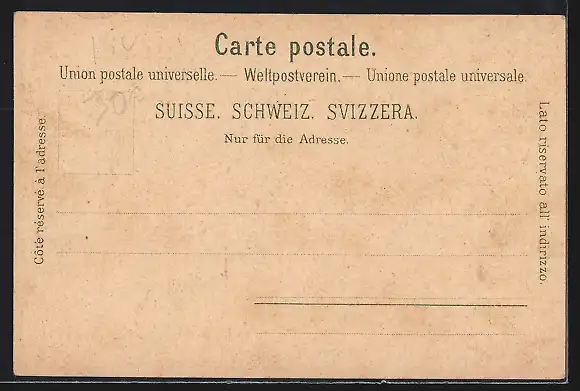 Carte postale.
Union postale universelle. — Weltpostverein. — Unione postale universale.
SUISSE. SCHWEIZ. SVIZZERA.
Nur für die Adresse.
Côté réservé à l'adresse.
Lato riservato all' indirizzo.